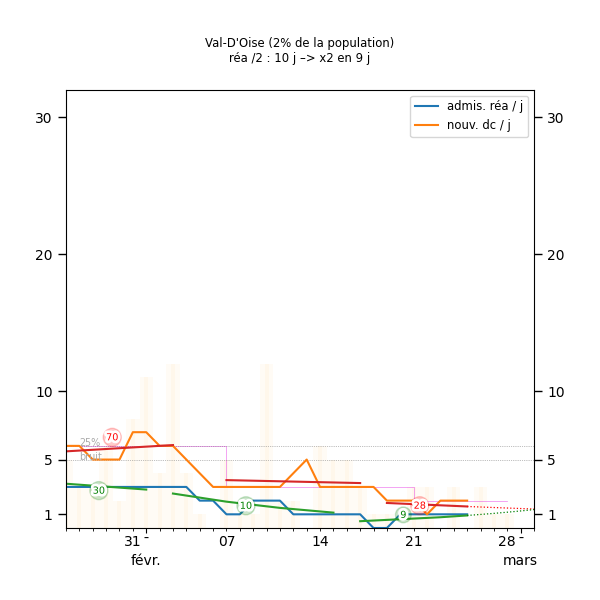 Val-D'Oise (2% de la population)
réa /2 : 10 j –> x2 en 9 j
admis. réa / j
nouv. dc / j
30 30
20 20
10 10
5 5
1 1
25%
bruit
70
30
10
28
9
31 - 07 14 21 28 -
févr. mars